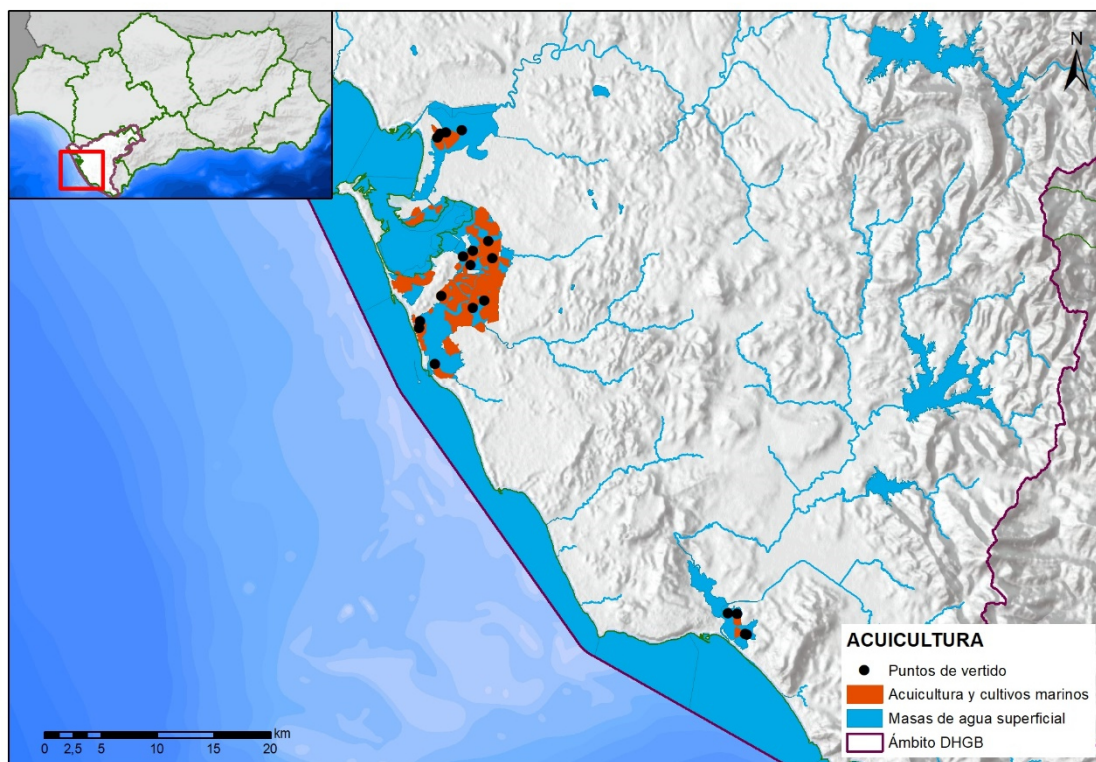 N
ACUICULTURA
Puntos de vertido
Acuicultura y cultivos marinos
Masas de agua superficial
Ámbito DHGB
km
0 2,5 5 10 15 20